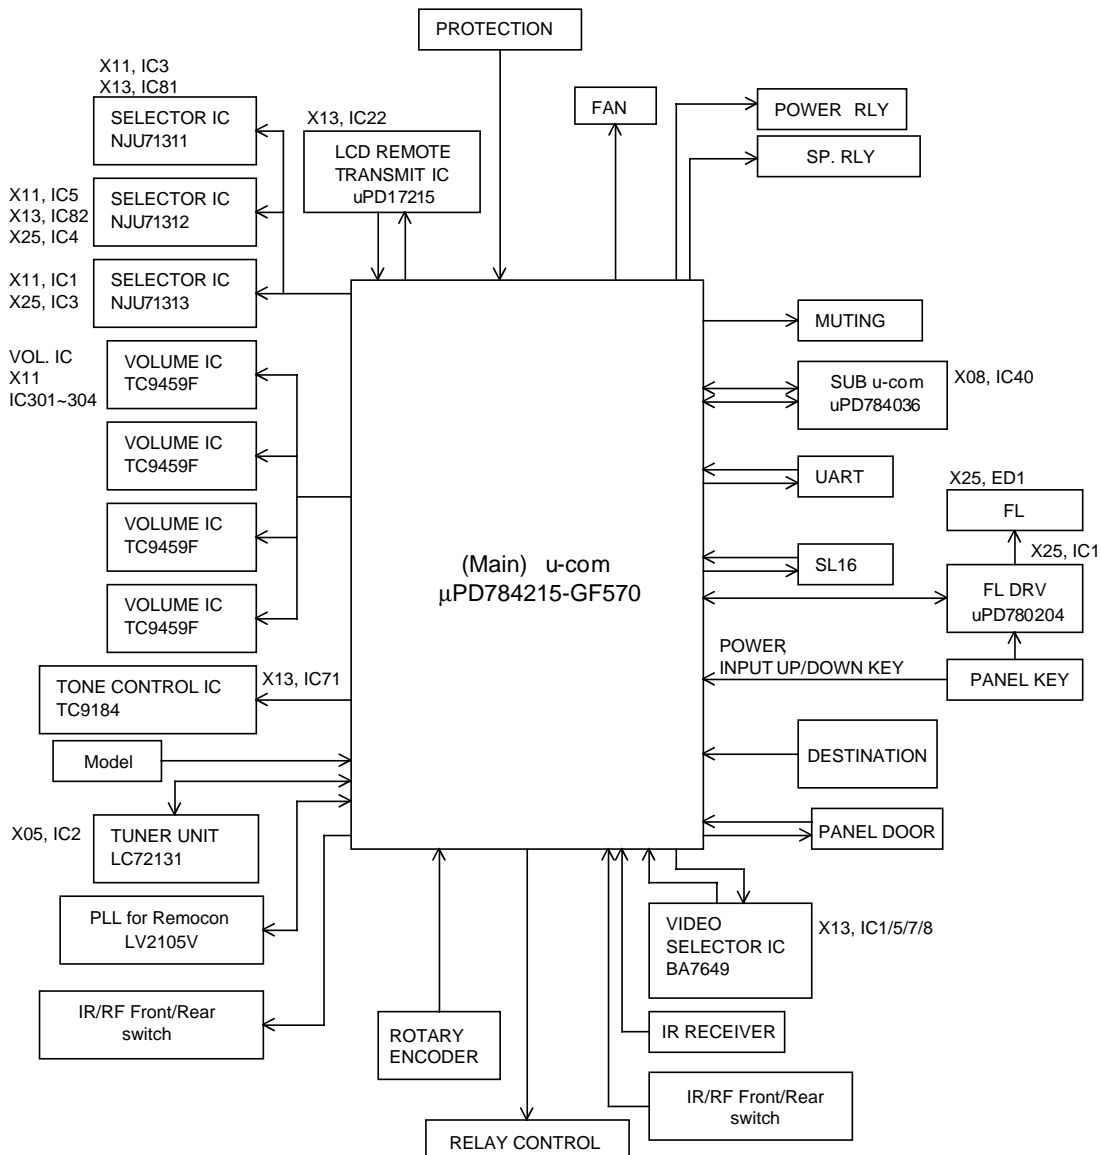 PROTECTION
X11, IC3
X13, IC81
SELECTOR IC
NJU71311
X13, IC22
LCD REMOTE
TRANSMIT IC
uPD17215
FAN
POWER RLY
SP. RLY
X11, IC5
X13, IC82
X25, IC4
SELECTOR IC
NJU71312
X11, IC1
X25, IC3
SELECTOR IC
NJU71313
MUTING
VOL. IC
X11
IC301~304
VOLUME IC
TC9459F
SUB u-com
uPD784036
X08, IC40
VOLUME IC
TC9459F
UART
X25, ED1
FL
VOLUME IC
TC9459F
(Main) u-com
µPD784215-GF570
SL16
X25, IC1
FL DRV
uPD780204
VOLUME IC
TC9459F
POWER,
INPUT UP/DOWN KEY
PANEL KEY
TONE CONTROL IC
TC9184
X13, IC71
Model
DESTINATION
X05, IC2
TUNER UNIT
LC72131
PANEL DOOR
PLL for Remocon
LV2105V
VIDEO
SELECTOR IC
BA7649
X13, IC1/5/7/8
IR/RF Front/Rear
switch
ROTARY
ENCODER
IR RECEIVER
IR/RF Front/Rear
switch
RELAY CONTROL